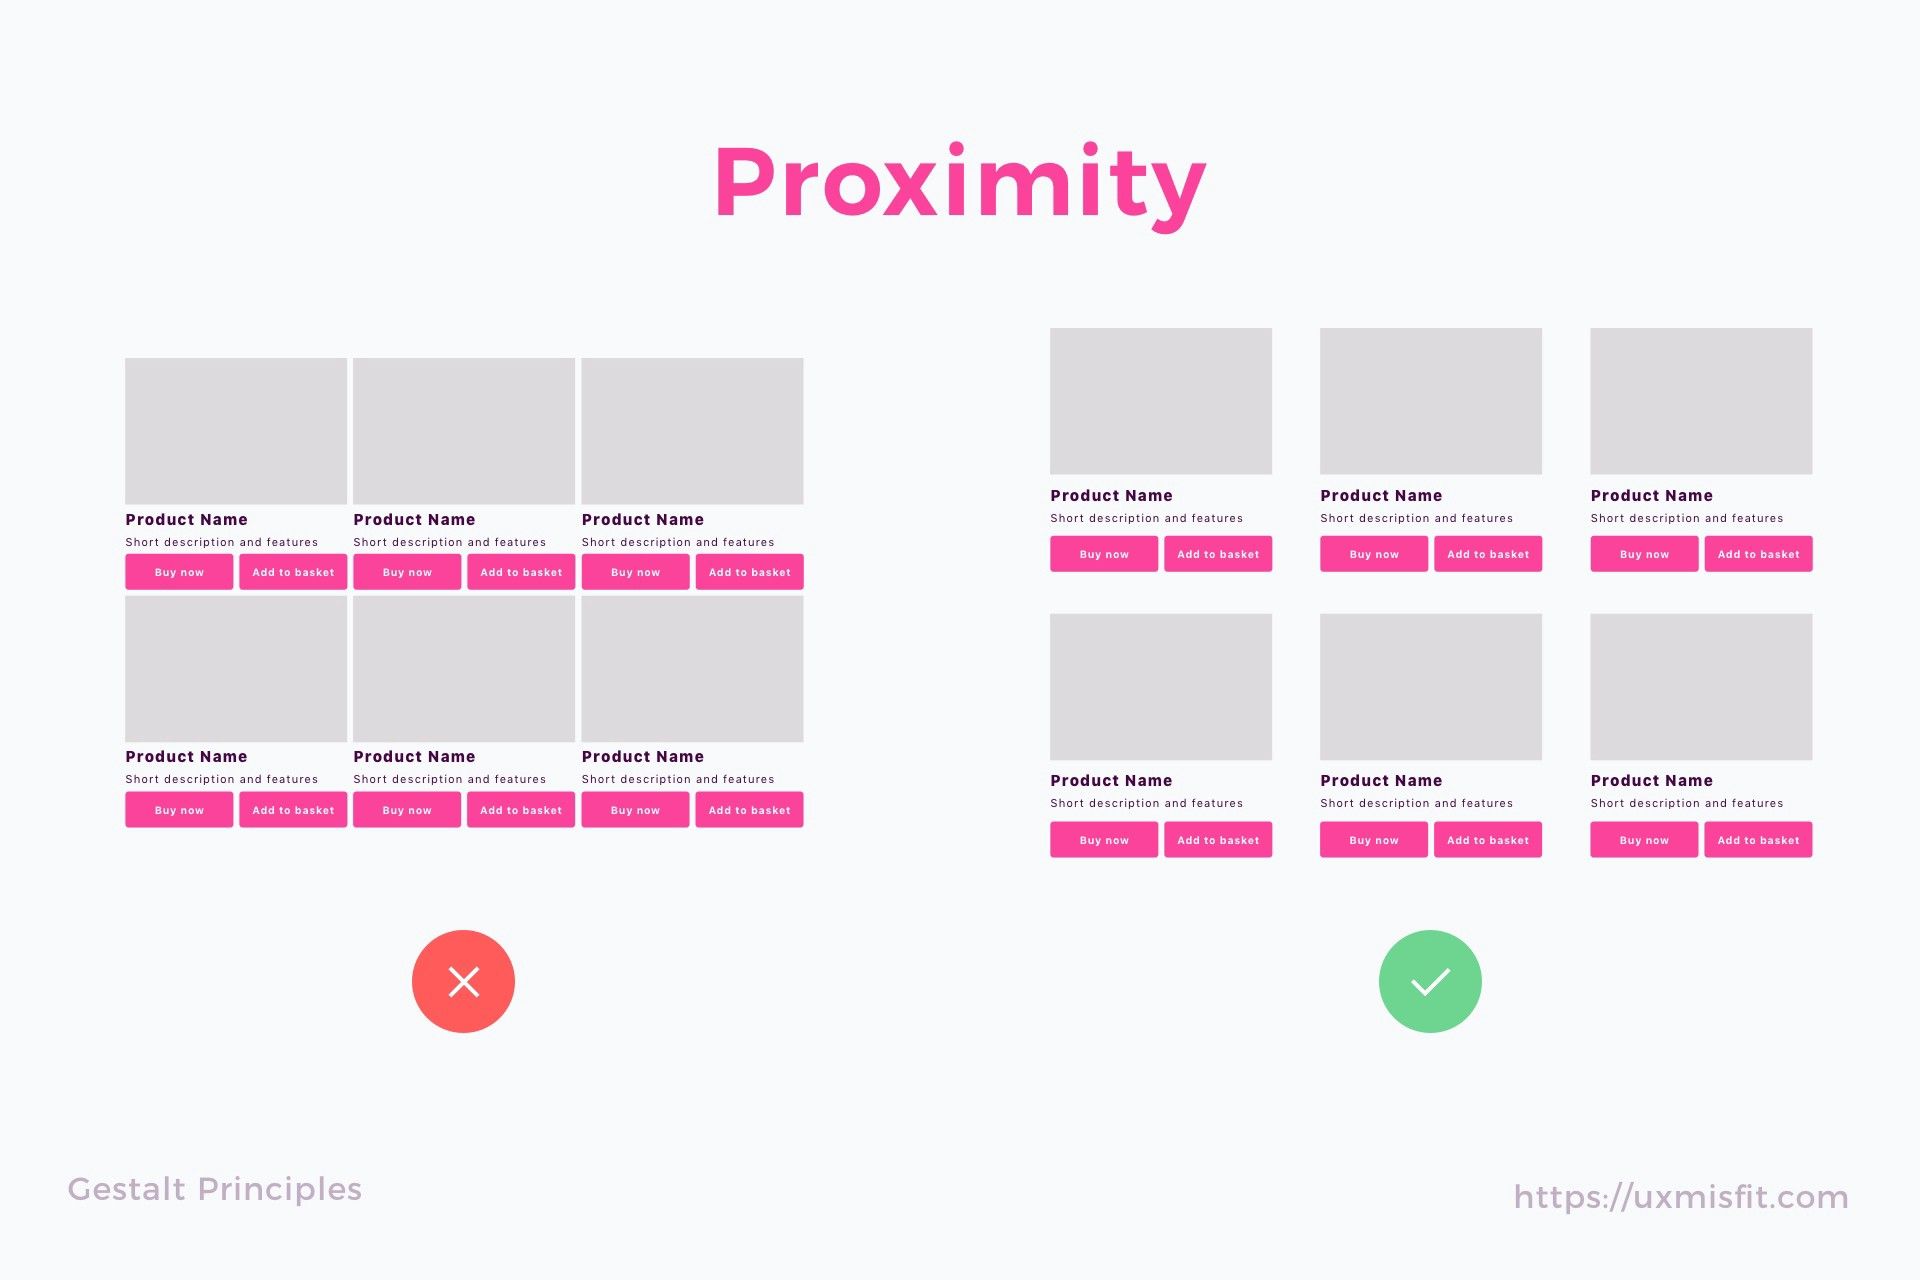 Proximity
Product Name Product Name Product Name
Short description and features Short description and features Short description and features
Buy now Add to basket Buy now Add to basket Buy now Add to basket
Product Name Product Name Product Name
Short description and features Short description and features Short description and features
Buy now Add to basket Buy now Add to basket Buy now Add to basket
Product Name Product Name Product Name
Short description and features Short description and features Short description and features
Buy now Add to basket Buy now Add to basket Buy now Add to basket
Product Name Product Name Product Name
Short description and features Short description and features Short description and features
Buy now Add to basket Buy now Add to basket Buy now Add to basket
Gestalt Principles
https://uxmisfit.com